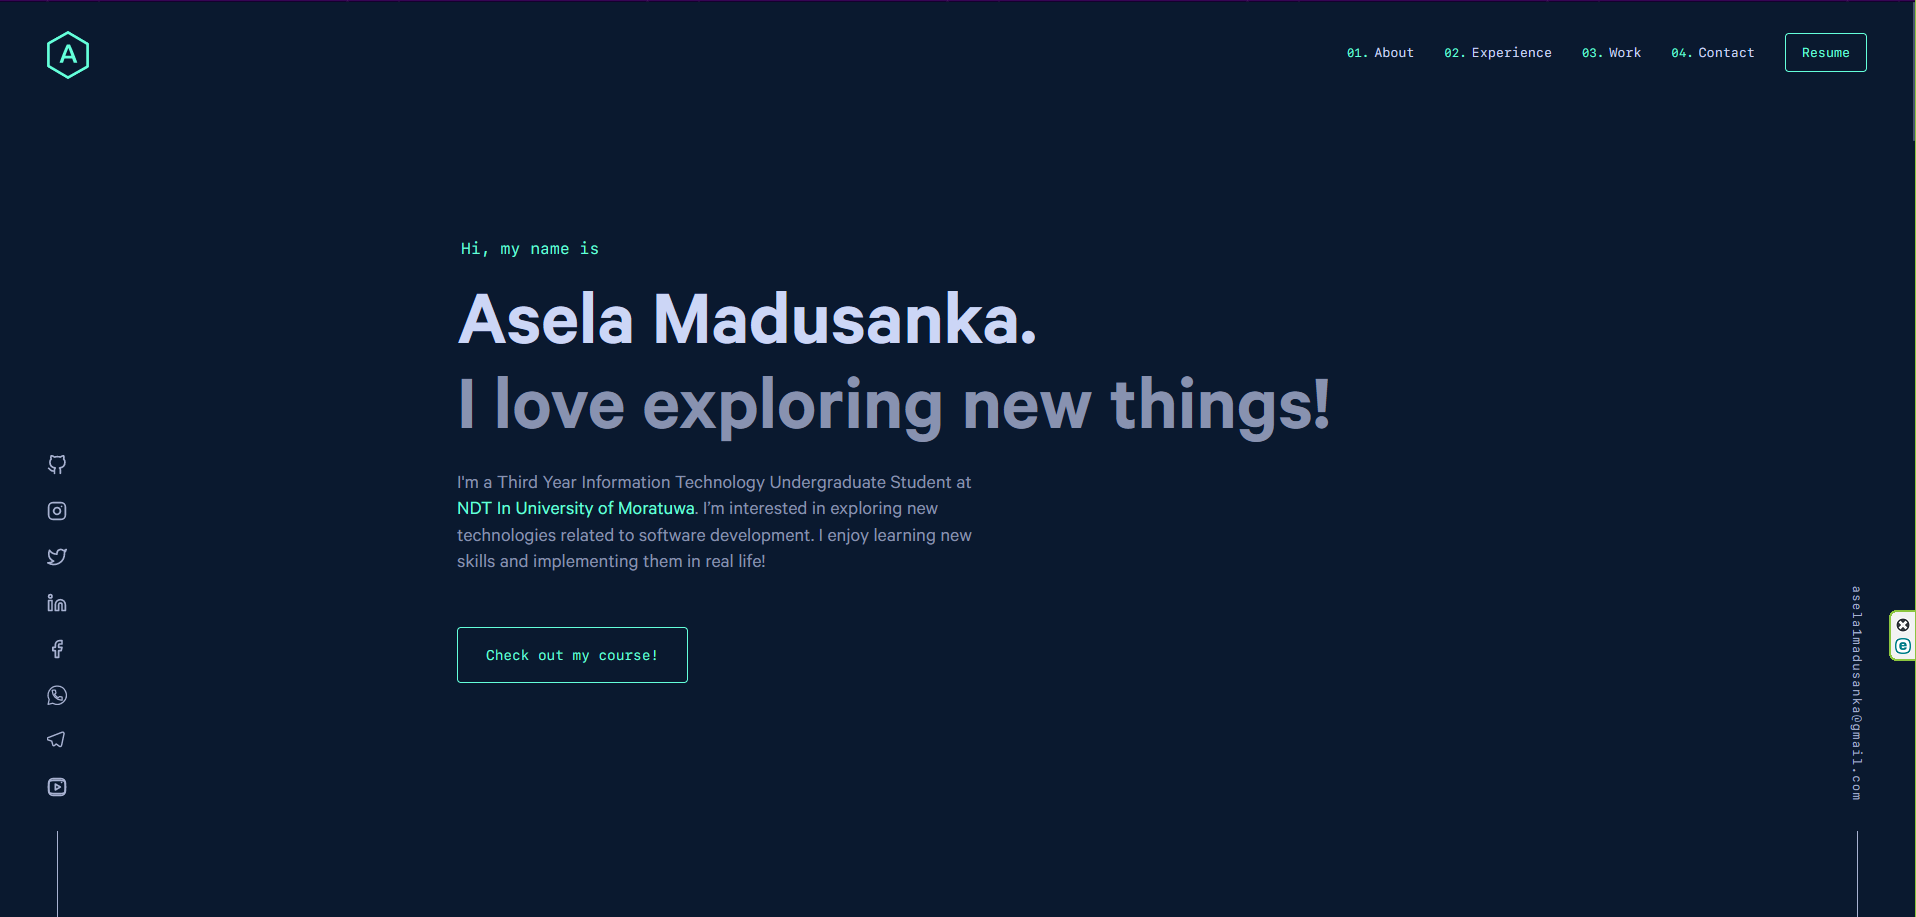 A
01. About 02. Experience 03. Work 04. Contact Resume
Hi, my name is
Asela Madusanka.
I love exploring new things!
I'm a Third Year Information Technology Undergraduate Student at
NDT In University of Moratuwa. I’m interested in exploring new
technologies related to software development. I enjoy learning new
skills and implementing them in real life!
Check out my course!
asela1madusanka@gmail.com
e